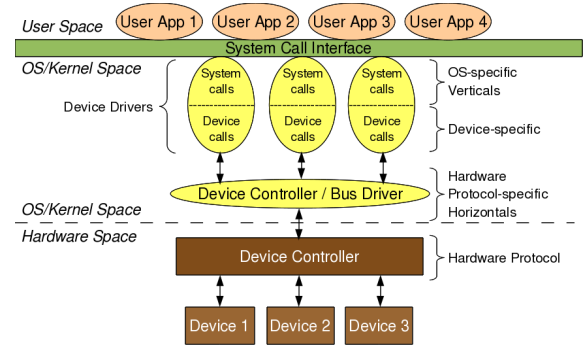 User Space
User App 1
User App 2
User App 3
User App 4
System Call Interface
OS/Kernel Space
Device Drivers
System
calls
Device
calls
System
calls
Device
calls
System
calls
Device
calls
OS-specific
Verticals
Device-specific
Device Controller / Bus Driver
Hardware
Protocol-specific
Horizontals
OS/Kernel Space
Hardware Space
Device Controller
Hardware Protocol
Device 1
Device 2
Device 3